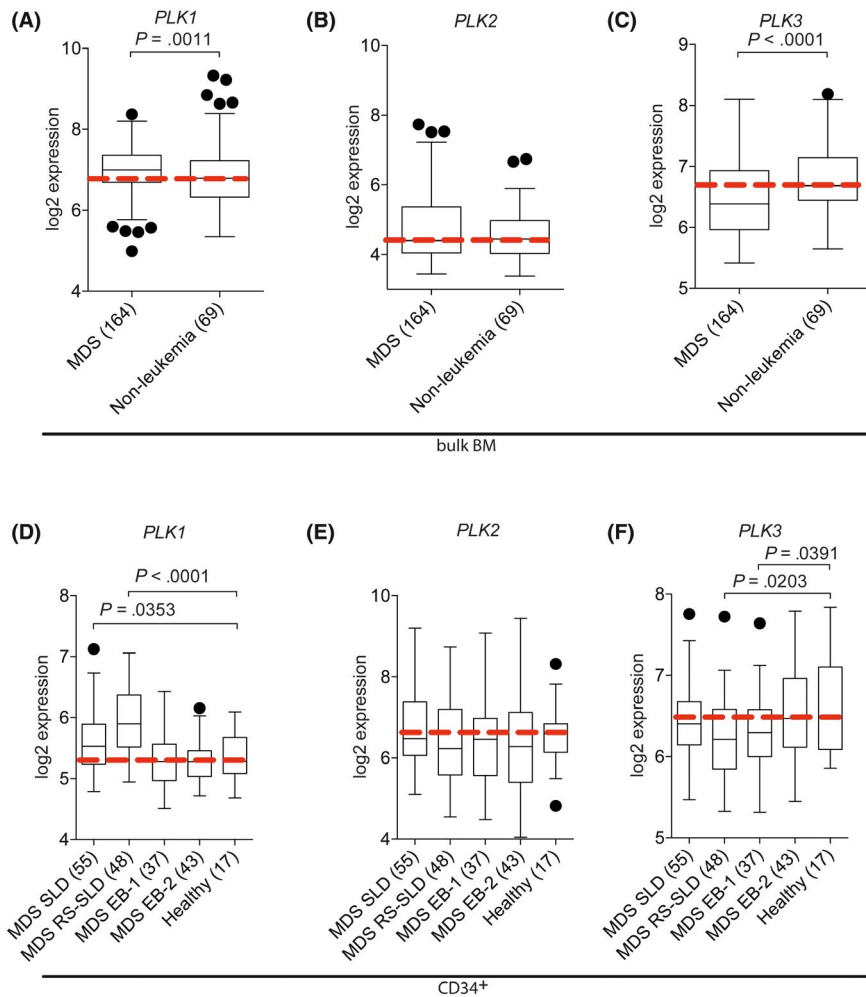 (A)
PLK1
P = .0011
10
8
6
4
log2 expression
MDS (164)
Non-leukemia (69)
(B)
PLK2
10
8
6
4
log2 expression
MDS (164)
Non-leukemia (69)
(C)
PLK3
P < .0001
9
8
7
6
5
log2 expression
MDS (164)
Non-leukemia (69)
bulk BM
(D)
PLK1
P < .0001
P = .0353
8
7
6
5
4
log2 expression
MDS SLD (55)
MDS RS-SLD (48)
MDS EB-1 (37)
MDS EB-2 (43)
Healthy (17)
(E)
PLK2
10
8
6
4
log2 expression
MDS SLD (55)
MDS RS-SLD (48)
MDS EB-1 (37)
MDS EB-2 (43)
Healthy (17)
(F)
PLK3
P = .0391
P = .0203
8
7
6
5
log2 expression
MDS SLD (55)
MDS RS-SLD (48)
MDS EB-1 (37)
MDS EB-2 (43)
Healthy (17)
CD34⁺